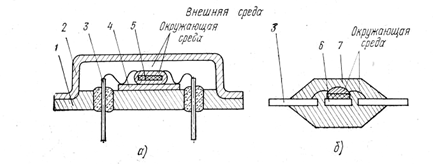 Внешняя среда
1 2 3 4 5 Окружающая среда
6 7 Окружающая среда
3
а)
б)